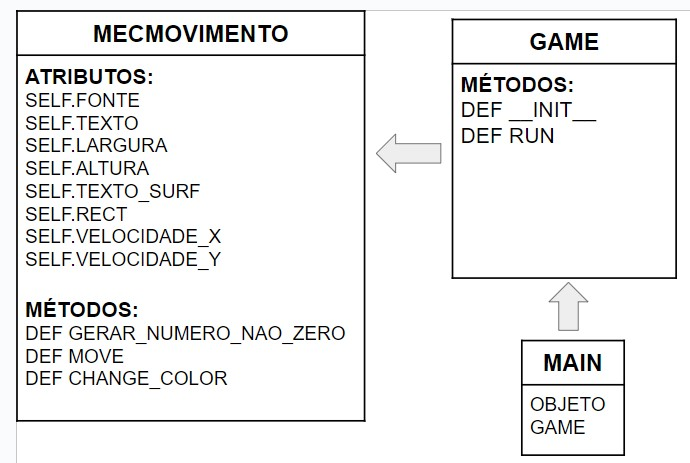 MECMOVIMENTO
ATRIBUTOS:
SELF.FONTE
SELF.TEXTO
SELF.LARGURA
SELF.ALTURA
SELF.TEXTO_SURF
SELF.RECT
SELF.VELOCIDADE_X
SELF.VELOCIDADE_Y
MÉTODOS:
DEF GERAR_NUMERO_NAO_ZERO
DEF MOVE
DEF CHANGE_COLOR
GAME
MÉTODOS:
DEF __INIT__
DEF RUN
MAIN
OBJETO
GAME